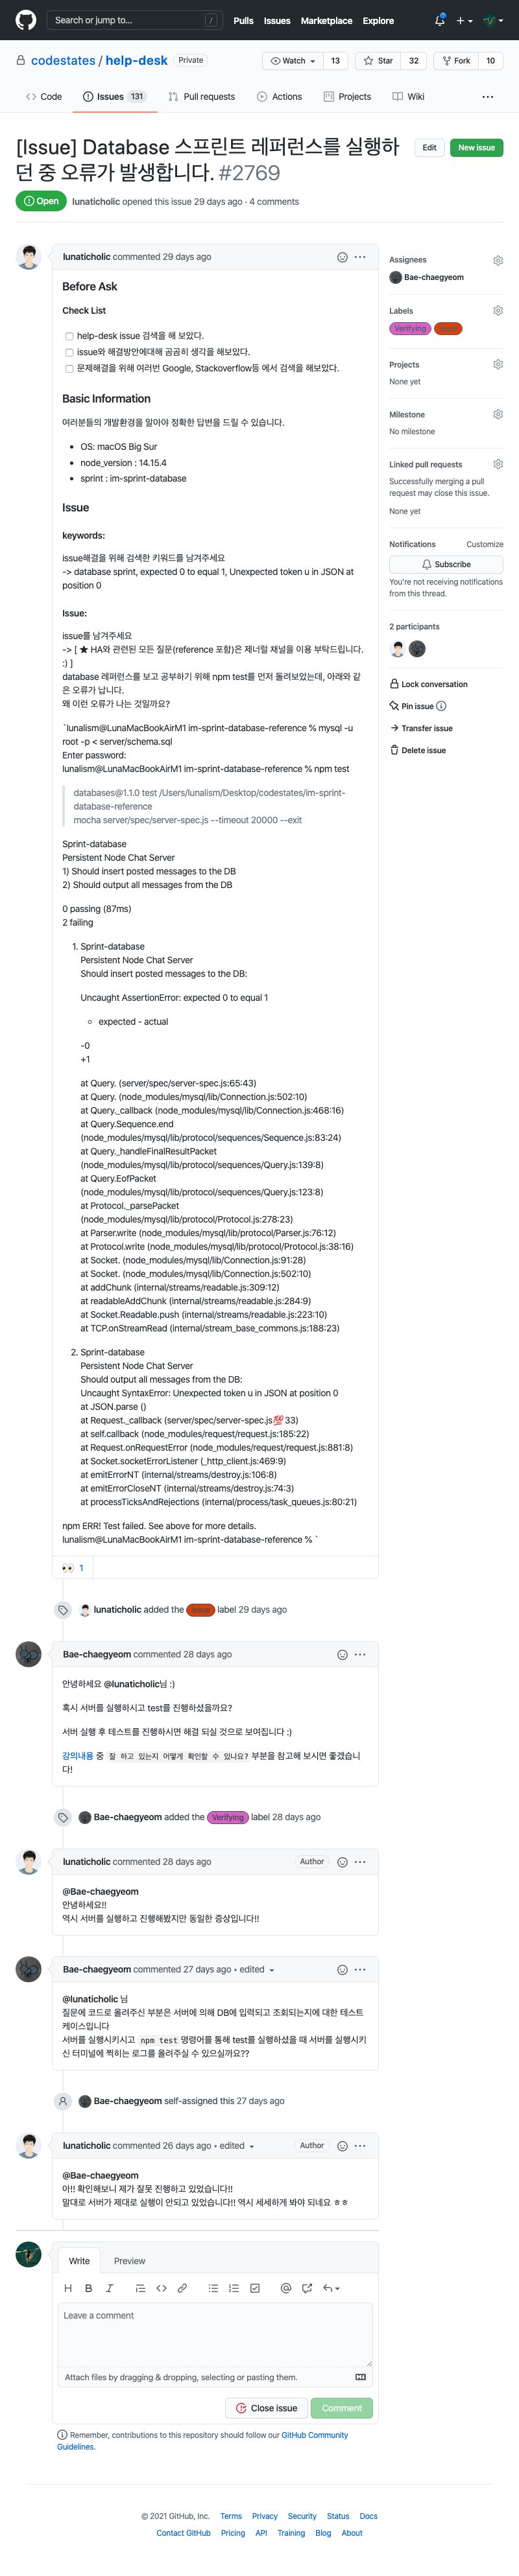 Search or jump to... /
Pulls Issues Marketplace Explore
codestates / help-desk Private
Watch 13 Star 32 Fork 10
Code Issues 131 Pull requests Actions Projects Wiki ...
[Issue] Database 스프린트 레퍼런스를 실행하
던 중 오류가 발생합니다. #2769
Edit New issue
Open lunaticholic opened this issue 29 days ago · 4 comments
lunaticholic commented 29 days ago
Before Ask
Check List
help-desk issue 검색을 해 보았다.
issue와 해결방안에대해 곰곰히 생각을 해보았다.
문제해결을 위해 여러번 Google, Stackoverflow등 에서 검색을 해보았다.
Basic Information
여러분들의 개발환경을 알아야 정확한 답변을 드릴 수 있습니다.
• OS: macOS Big Sur
• node_version : 14.15.4
• sprint : im-sprint-database
Issue
keywords:
issue해결을 위해 검색한 키워드를 남겨주세요
-> database sprint, expected 0 to equal 1, Unexpected token u in JSON at
position 0
Issue:
issue를 남겨주세요
-> [ ★ HA와 관련된 모든 질문(reference 포함)은 제너럴 채널을 이용 부탁드립니다.
:) ]
database 레퍼런스를 보고 공부하기 위해 npm test를 먼저 돌려보았는데, 아래와 같
은 오류가 납니다.
왜 이런 오류가 나는 것일까요?
`lunalism@LunaMacBookAirM1 im-sprint-database-reference % mysql -u
root -p < server/schema.sql
Enter password:
lunalism@LunaMacBookAirM1 im-sprint-database-reference % npm test
databases@1.1.0 test /Users/lunalism/Desktop/codestates/im-sprint-
database-reference
mocha server/spec/server-spec.js --timeout 20000 --exit
Sprint-database
Persistent Node Chat Server
1) Should insert posted messages to the DB
2) Should output all messages from the DB
0 passing (87ms)
2 failing
1. Sprint-database
Persistent Node Chat Server
Should insert posted messages to the DB:
Uncaught AssertionError: expected 0 to equal 1
◦ expected - actual
-0
+1
at Query. (server/spec/server-spec.js:65:43)
at Query. (node_modules/mysql/lib/Connection.js:502:10)
at Query._callback (node_modules/mysql/lib/Connection.js:468:16)
at Query.Sequence.end
(node_modules/mysql/lib/protocol/sequences/Sequence.js:83:24)
at Query._handleFinalResultPacket
(node_modules/mysql/lib/protocol/sequences/Query.js:139:8)
at Query.EofPacket
(node_modules/mysql/lib/protocol/sequences/Query.js:123:8)
at Protocol._parsePacket
(node_modules/mysql/lib/protocol/Protocol.js:278:23)
at Parser.write (node_modules/mysql/lib/protocol/Parser.js:76:12)
at Protocol.write (node_modules/mysql/lib/protocol/Protocol.js:38:16)
at Socket. (node_modules/mysql/lib/Connection.js:91:28)
at Socket. (node_modules/mysql/lib/Connection.js:502:10)
at addChunk (internal/streams/readable.js:309:12)
at readableAddChunk (internal/streams/readable.js:284:9)
at Socket.Readable.push (internal/streams/readable.js:223:10)
at TCP.onStreamRead (internal/stream_base_commons.js:188:23)
2. Sprint-database
Persistent Node Chat Server
Should output all messages from the DB:
Uncaught SyntaxError: Unexpected token u in JSON at position 0
at JSON.parse ()
at Request._callback (server/spec/server-spec.js💯33)
at self.callback (node_modules/request/request.js:185:22)
at Request.onRequestError (node_modules/request/request.js:881:8)
at Socket.socketErrorListener (_http_client.js:469:9)
at emitErrorNT (internal/streams/destroy.js:106:8)
at emitErrorCloseNT (internal/streams/destroy.js:74:3)
at processTicksAndRejections (internal/process/task_queues.js:80:21)
npm ERR! Test failed. See above for more details.
lunalism@LunaMacBookAirM1 im-sprint-database-reference % `
👀 1
Assignees
Bae-chaegyeom
Labels
Verifying Issue
Projects
None yet
Milestone
No milestone
Linked pull requests
Successfully merging a pull
request may close this issue.
None yet
Notifications Customize
Subscribe
You're not receiving notifications
from this thread.
2 participants
Lock conversation
Pin issue
Transfer issue
Delete issue
lunaticholic added the Issue label 29 days ago
Bae-chaegyeom commented 28 days ago
안녕하세요 @lunaticholic님 :)
혹시 서버를 실행하시고 test를 진행하셨을까요?
서버 실행 후 테스트를 진행하시면 해결 되실 것으로 보여집니다 :)
강의내용 중 잘 하고 있는지 어떻게 확인할 수 있나요? 부분을 참고해 보시면 좋겠습니
다!
Bae-chaegyeom added the Verifying label 28 days ago
lunaticholic commented 28 days ago Author
@Bae-chaegyeom
안녕하세요!!
역시 서버를 실행하고 진행해봤지만 동일한 증상입니다!!
Bae-chaegyeom commented 27 days ago • edited
@lunaticholic 님
질문에 코드로 올려주신 부분은 서버에 의해 DB에 입력되고 조회되는지에 대한 테스트
케이스입니다
서버를 실행시키시고 npm test 명령어를 통해 test를 실행하셨을 때 서버를 실행시키
신 터미널에 찍히는 로그를 올려주실 수 있으실까요??
Bae-chaegyeom self-assigned this 27 days ago
lunaticholic commented 26 days ago • edited Author
@Bae-chaegyeom
아!! 확인해보니 제가 잘못 진행하고 있었습니다!!
말대로 서버가 제대로 실행이 안되고 있었습니다!! 역시 세세하게 봐야 되네요 ㅎㅎ
Write Preview
Leave a comment
Attach files by dragging & dropping, selecting or pasting them.
Close issue Comment
Remember, contributions to this repository should follow our GitHub Community
Guidelines.
© 2021 GitHub, Inc. Terms Privacy Security Status Docs
Contact GitHub Pricing API Training Blog About